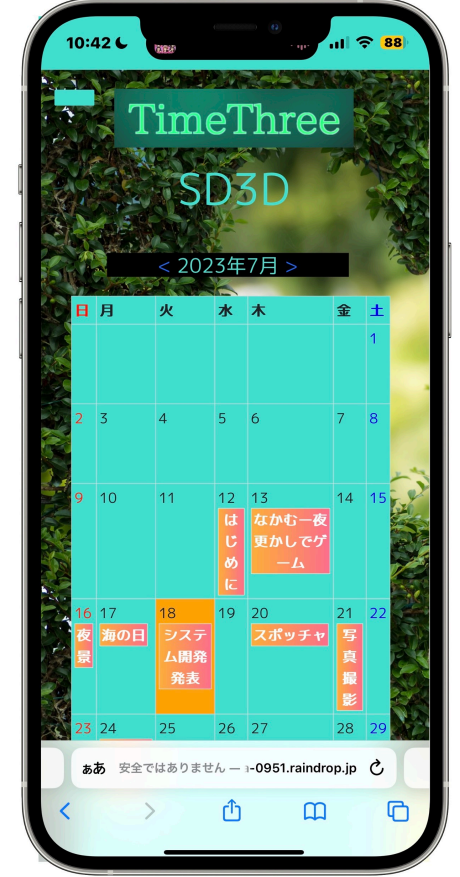 10:42
88
TimeThree
SD3D
< 2023年7月 >
日 月 火 水 木 金 土
1
2 3 4 5 6 7 8
9 10 11 12 13 14 15
はじめに
なかむー夜
更かしでゲ
ーム
16 17 18 19 20 21 22
夜景
海の日
システ
ム開発
発表
スポッチャ
写真撮影
23 24 25 26 27 28 29
ああ 安全ではありません — -0951.raindrop.jp